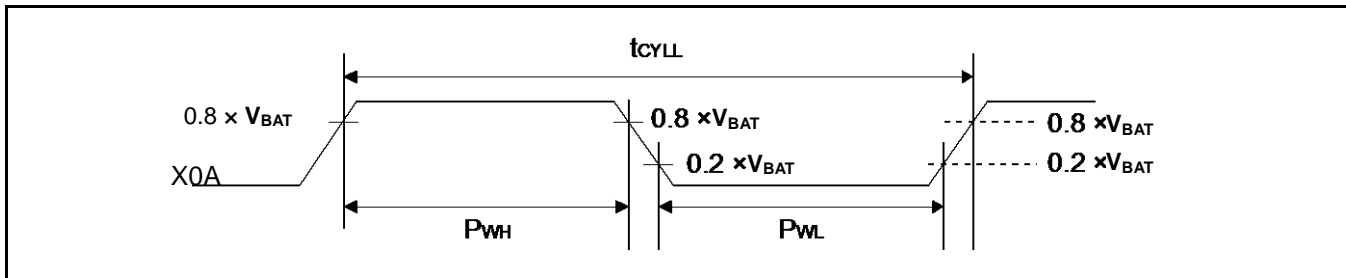 tCYLL
0.8 × VBAT
0.8 ×VBAT
0.8 ×VBAT
0.2 ×VBAT
0.2 ×VBAT
X0A
PWH
PWL